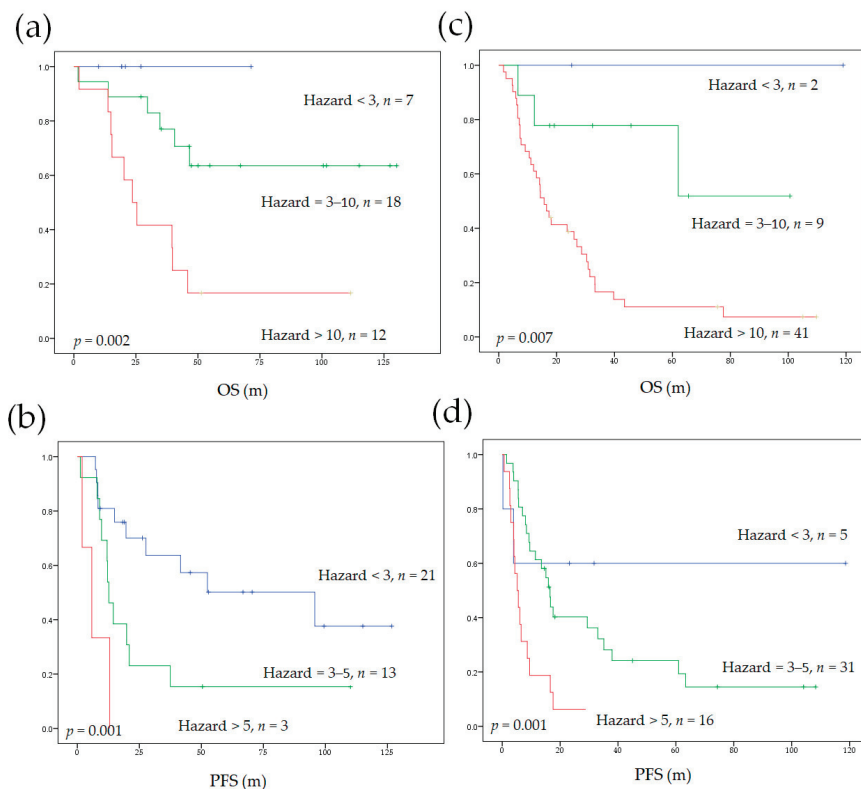 (a)
1.0
0.8
0.6
0.4
0.2
0.0
Hazard < 3, n = 7
Hazard = 3–10, n = 18
Hazard > 10, n = 12
p = 0.002
0
25
50
75
100
125
OS (m)
(c)
1.0
0.8
0.6
0.4
0.2
0.0
Hazard < 3, n = 2
Hazard = 3–10, n = 9
Hazard > 10, n = 41
p = 0.007
0
20
40
60
80
100
120
OS (m)
(b)
1.0
0.8
0.6
0.4
0.2
0.0
Hazard < 3, n = 21
Hazard = 3–5, n = 13
Hazard > 5, n = 3
p = 0.001
0
25
50
75
100
125
PFS (m)
(d)
1.0
0.8
0.6
0.4
0.2
0.0
Hazard < 3, n = 5
Hazard = 3–5, n = 31
Hazard > 5, n = 16
p = 0.001
0
20
40
60
80
100
120
PFS (m)